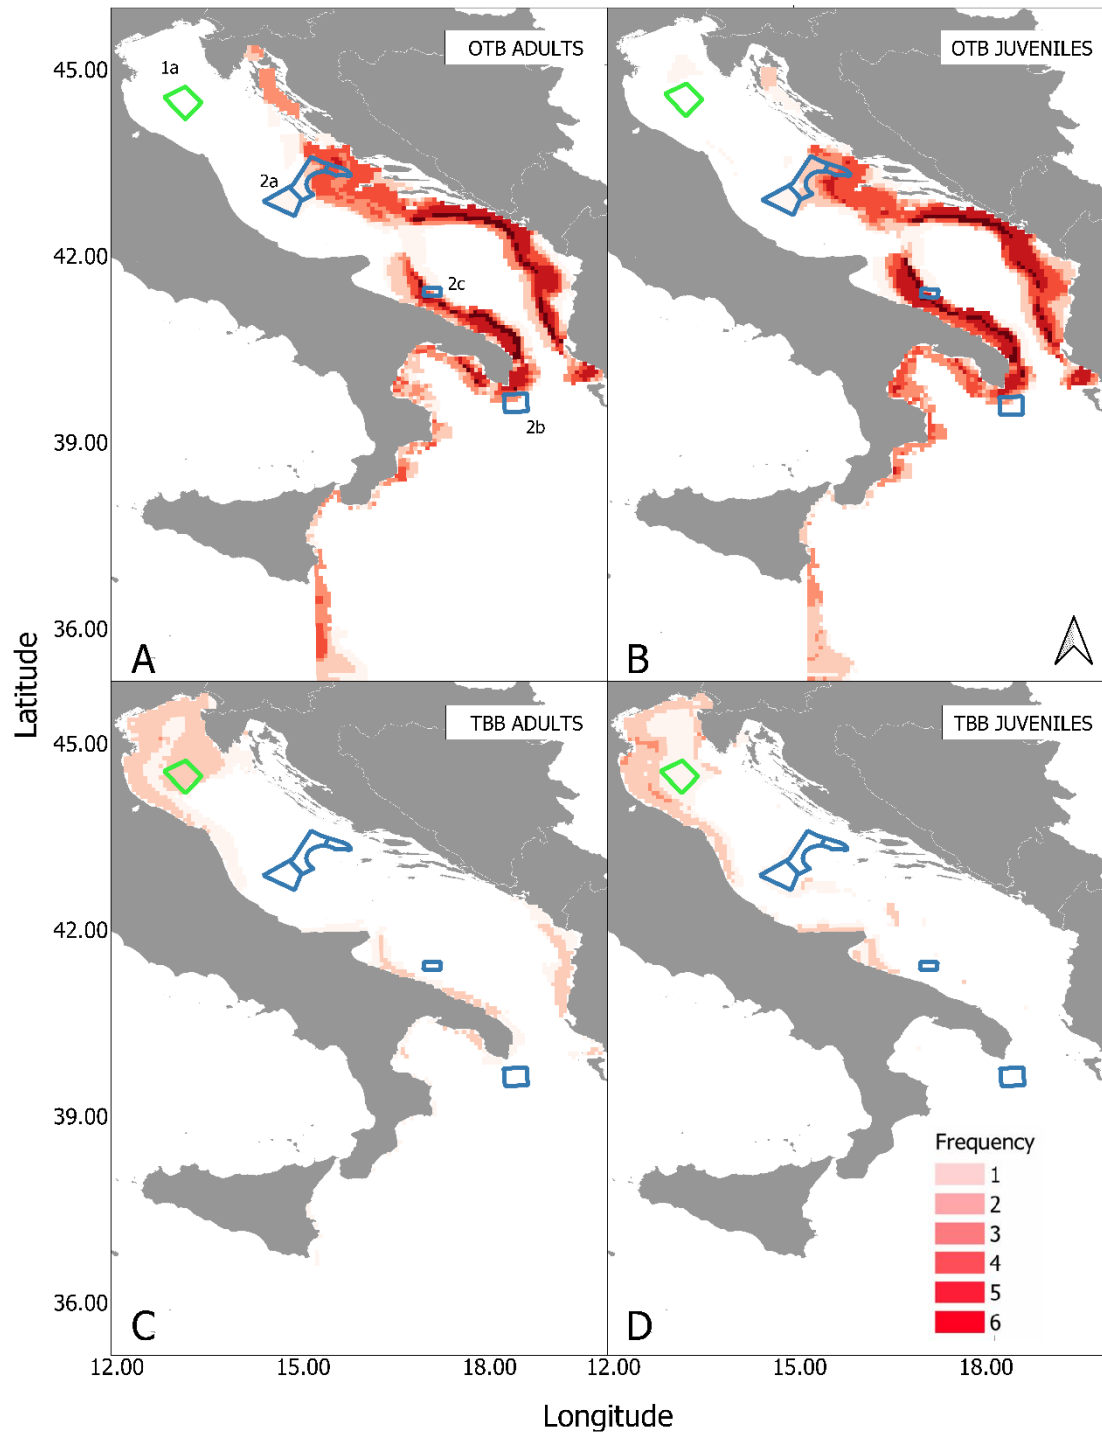 OTB ADULTS
OTB JUVENILES
45.00
1a
2a
42.00
2c
39.00
2b
36.00
A
B
Latitude
TBB ADULTS
TBB JUVENILES
45.00
42.00
39.00
Frequency
1
2
3
4
5
6
36.00
C
D
12.00
15.00
18.00
12.00
15.00
18.00
Longitude